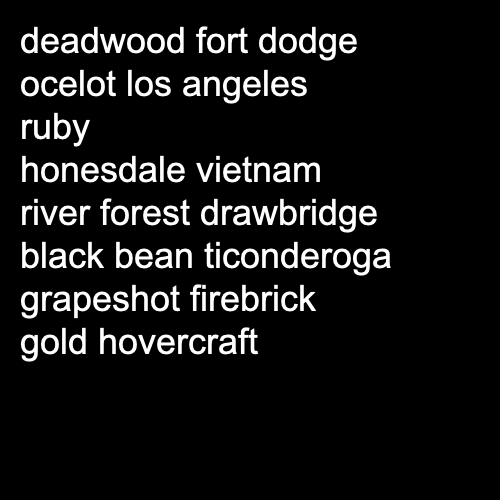 deadwood fort dodge
ocelot los angeles
ruby
honesdale vietnam
river forest drawbridge
black bean ticonderoga
grapeshot firebrick
gold hovercraft